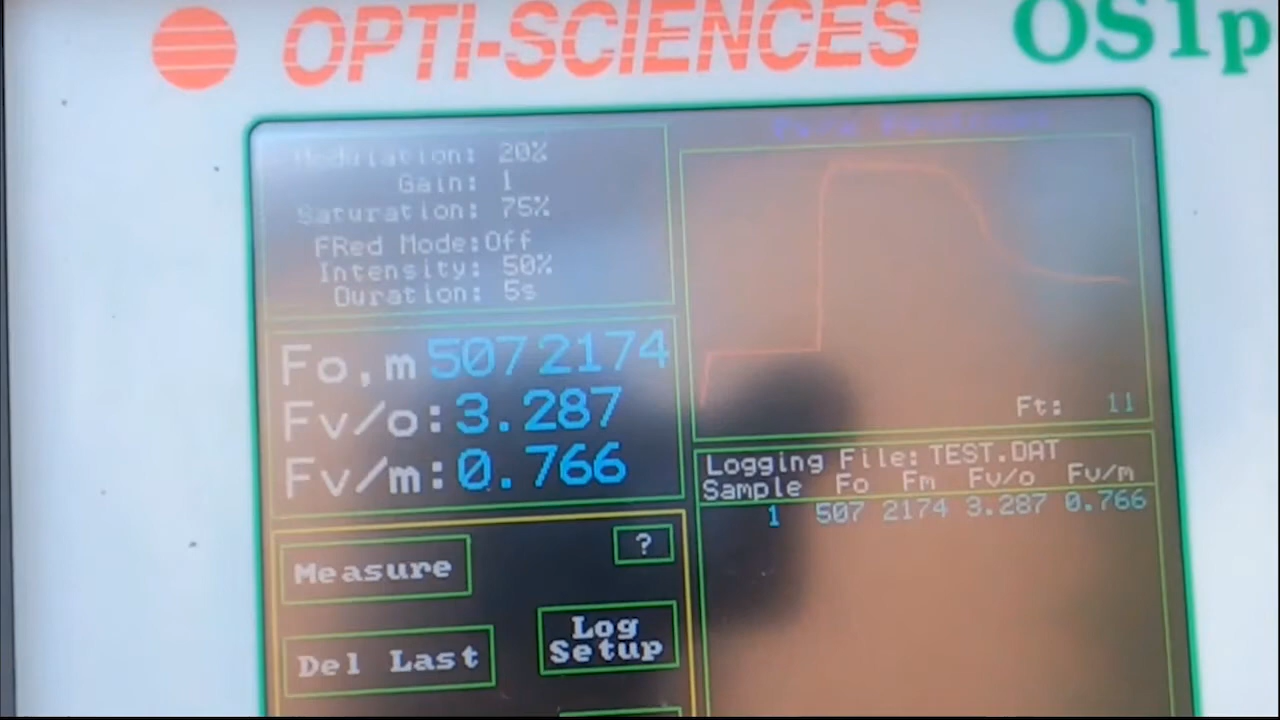 OPTI-SCIENCES OS1p
Modulation: 20%
Gain: 1
Saturation: 75%
FRed Mode:Off
Intensity: 50%
Duration: 5s
Fo,m 507 2174
Fv/o: 3.287
Fv/m: 0.766
Measure
?
Del Last
Log
Setup
Ft: 11
Logging File: TEST.DAT
Sample Fo Fm Fv/o Fv/m
1 507 2174 3.287 0.766